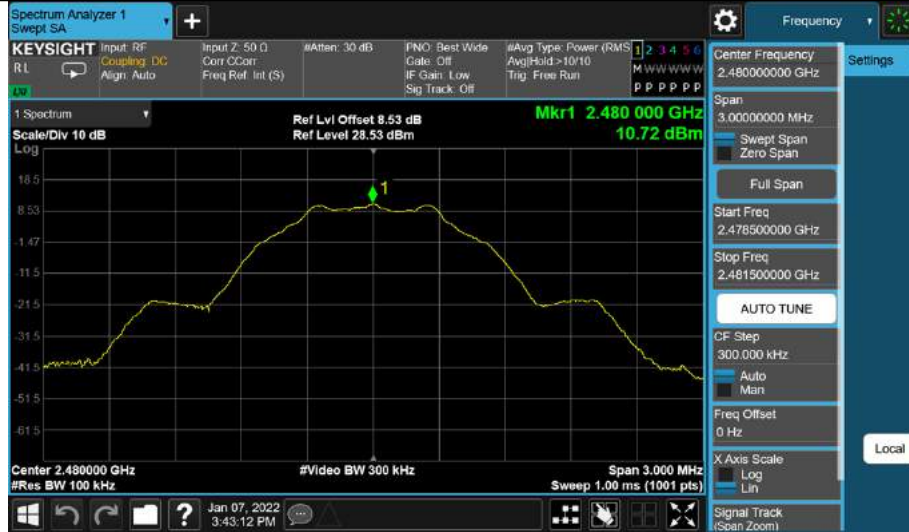 Spectrum Analyzer 1
Swept SA
+
Frequency
KEYSIGHT
RL
Input: RF
Coupling: DC
Align: Auto
Input Z: 50 Ω
Corr CCorr
Freq Ref: Int (S)
#Atten: 30 dB
PNO: Best Wide
Gate: Off
IF Gain: Low
Sig Track: Off
#Avg Type: Power (RMS
Avg|Hold:>10/10
Trig: Free Run
1 2 3 4 5 6
M W W W W W
P P P P P P
LXI
1 Spectrum
Scale/Div 10 dB
Log
Ref Lvl Offset 8.53 dB
Ref Level 28.53 dBm
Mkr1 2.480 000 GHz
10.72 dBm
1
18.5
8.53
-1.47
-11.5
-21.5
-31.5
-41.5
-51.5
-61.5
Center 2.480000 GHz
#Res BW 100 kHz
#Video BW 300 kHz
Span 3.000 MHz
Sweep 1.00 ms (1001 pts)
Jan 07, 2022
3:43:12 PM
?
Center Frequency
2.480000000 GHz
Span
3.00000000 MHz
Swept Span
Zero Span
Full Span
Start Freq
2.478500000 GHz
Stop Freq
2.481500000 GHz
AUTO TUNE
CF Step
300.000 kHz
Auto
Man
Freq Offset
0 Hz
X Axis Scale
Log
Lin
Signal Track
(Span Zoom)
Settings
Local